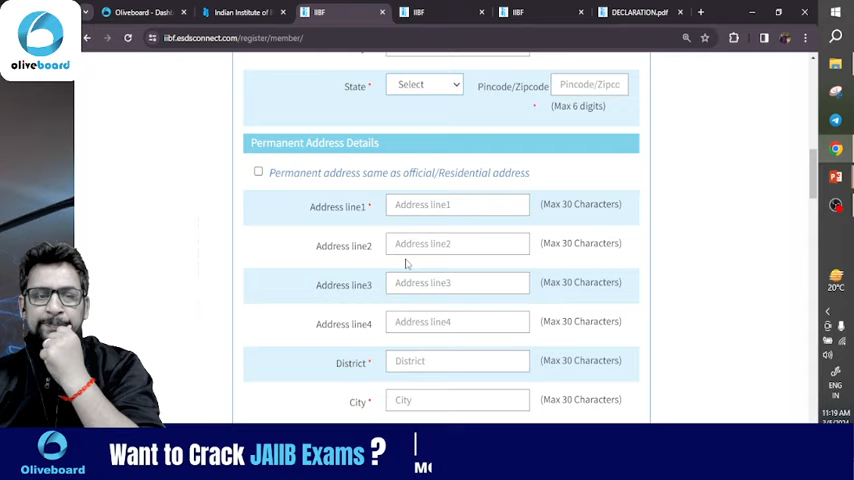 oliveboard
Oliveboard - Dashb
Indian Institute of
IIBF
IIBF
IIBF
DECLARATION.pdf
iibf.esdsconnect.com/register/member/
State *
Select
Pincode/Zipcode
Pincode/Zipcc
* (Max 6 digits)
Permanent Address Details
Permanent address same as official/Residential address
Address line1 *
Address line1
(Max 30 Characters)
Address line2
Address line2
(Max 30 Characters)
Address line3
Address line3
(Max 30 Characters)
Address line4
Address line4
(Max 30 Characters)
District *
District
(Max 30 Characters)
City *
City
(Max 30 Characters)
20°C
ENG
IN
11:19 AM
Oliveboard
Want to Crack JAIIB Exams ?